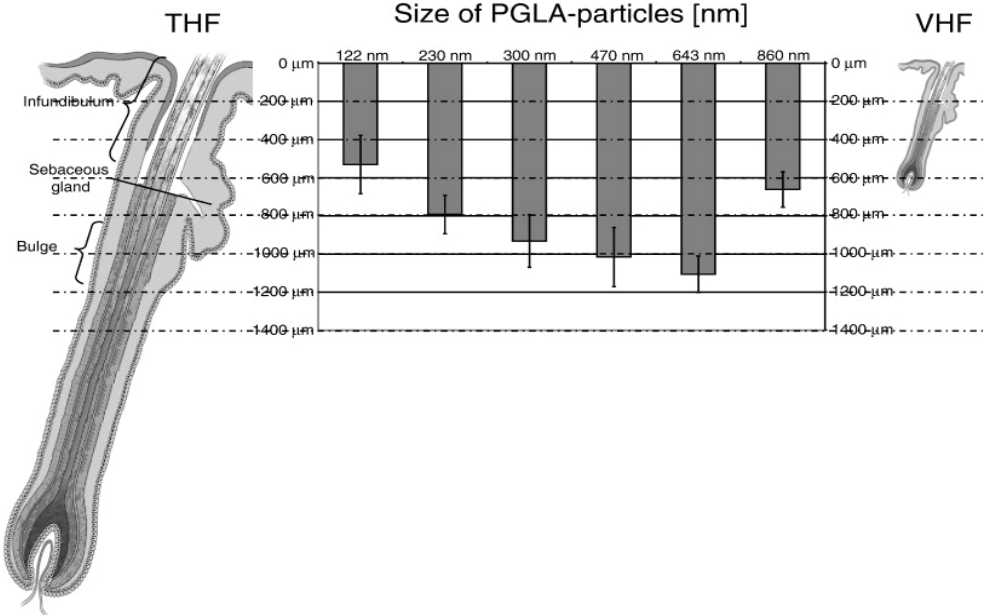 THF
Size of PGLA-particles [nm]
VHF
122 nm
230 nm
300 nm
470 nm
643 nm
860 nm
0 μm
0 μm
Infundibulum
200 μm
200 μm
400 μm
400 μm
Sebaceous
gland
600 μm
600 μm
800 μm
800 μm
Bulge
1000 μm
1000 μm
1200 μm
1200 μm
1400 μm
1400 μm